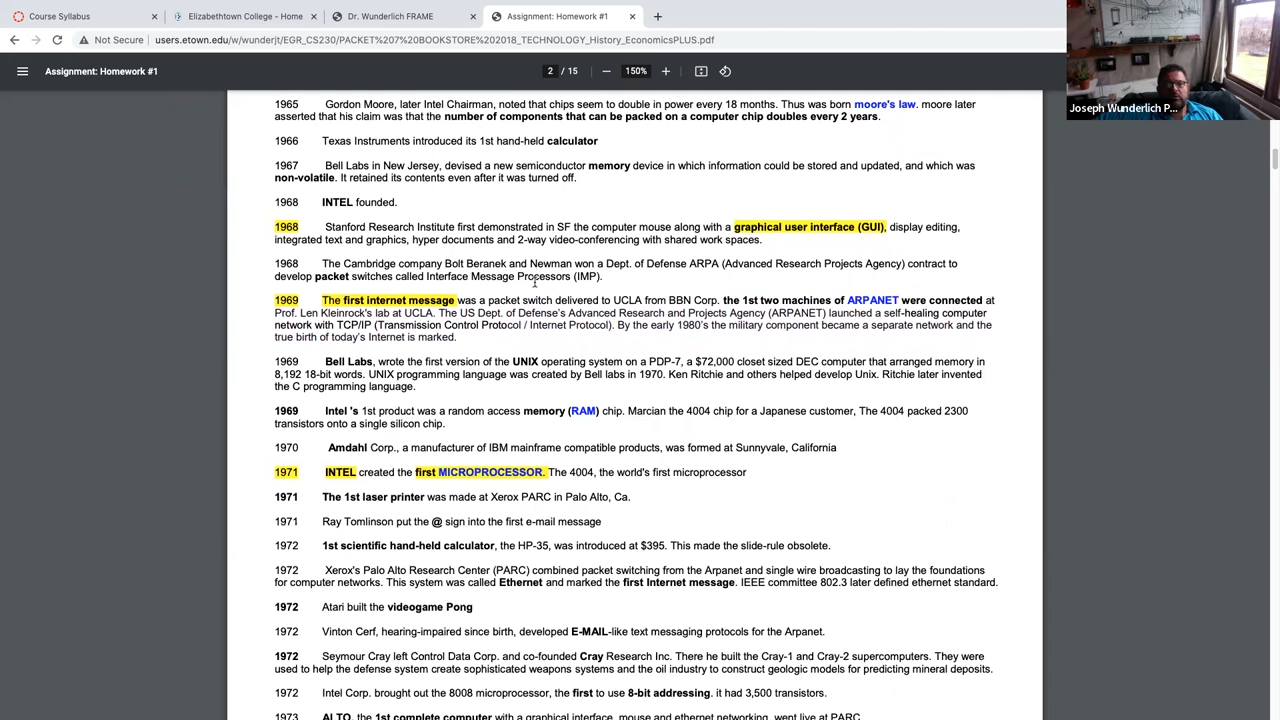 Course Syllabus
Elizabethtown College - Home
Dr. Wunderlich FRAME
Assignment: Homework #1
Not Secure
users.etown.edu/w/wunderjt/EGR_CS230/PACKET%207%20BOOKSTORE%202018_TECHNOLOGY_History_EconomicsPLUS.pdf
Assignment: Homework #1
2 / 15
150%
Joseph Wunderlich P...
1965 Gordon Moore, later Intel Chairman, noted that chips seem to double in power every 18 months. Thus was born moore's law. moore later
asserted that his claim was that the number of components that can be packed on a computer chip doubles every 2 years.
1966 Texas Instruments introduced its 1st hand-held calculator
1967 Bell Labs in New Jersey, devised a new semiconductor memory device in which information could be stored and updated, and which was
non-volatile. It retained its contents even after it was turned off.
1968 INTEL founded.
1968 Stanford Research Institute first demonstrated in SF the computer mouse along with a graphical user interface (GUI), display editing,
integrated text and graphics, hyper documents and 2-way video-conferencing with shared work spaces.
1968 The Cambridge company Bolt Beranek and Newman won a Dept. of Defense ARPA (Advanced Research Projects Agency) contract to
develop packet switches called Interface Message Processors (IMP).
1969 The first internet message was a packet switch delivered to UCLA from BBN Corp. the 1st two machines of ARPANET were connected at
Prof. Len Kleinrock's lab at UCLA. The US Dept. of Defense's Advanced Research and Projects Agency (ARPANET) launched a self-healing computer
network with TCP/IP (Transmission Control Protocol / Internet Protocol). By the early 1980's the military component became a separate network and the
true birth of today's Internet is marked.
1969 Bell Labs, wrote the first version of the UNIX operating system on a PDP-7, a $72,000 closet sized DEC computer that arranged memory in
8,192 18-bit words. UNIX programming language was created by Bell labs in 1970. Ken Ritchie and others helped develop Unix. Ritchie later invented
the C programming language.
1969 Intel 's 1st product was a random access memory (RAM) chip. Marcian the 4004 chip for a Japanese customer, The 4004 packed 2300
transistors onto a single silicon chip.
1970 Amdahl Corp., a manufacturer of IBM mainframe compatible products, was formed at Sunnyvale, California
1971 INTEL created the first MICROPROCESSOR. The 4004, the world's first microprocessor
1971 The 1st laser printer was made at Xerox PARC in Palo Alto, Ca.
1971 Ray Tomlinson put the @ sign into the first e-mail message
1972 1st scientific hand-held calculator, the HP-35, was introduced at $395. This made the slide-rule obsolete.
1972 Xerox's Palo Alto Research Center (PARC) combined packet switching from the Arpanet and single wire broadcasting to lay the foundations
for computer networks. This system was called Ethernet and marked the first Internet message. IEEE committee 802.3 later defined ethernet standard.
1972 Atari built the videogame Pong
1972 Vinton Cerf, hearing-impaired since birth, developed E-MAIL-like text messaging protocols for the Arpanet.
1972 Seymour Cray left Control Data Corp. and co-founded Cray Research Inc. There he built the Cray-1 and Cray-2 supercomputers. They were
used to help the defense system create sophisticated weapons systems and the oil industry to construct geologic models for predicting mineral deposits.
1972 Intel Corp. brought out the 8008 microprocessor, the first to use 8-bit addressing. it had 3,500 transistors.
1973 ALTO, the 1st complete computer with a graphical interface, mouse and ethernet networking, went live at PARC